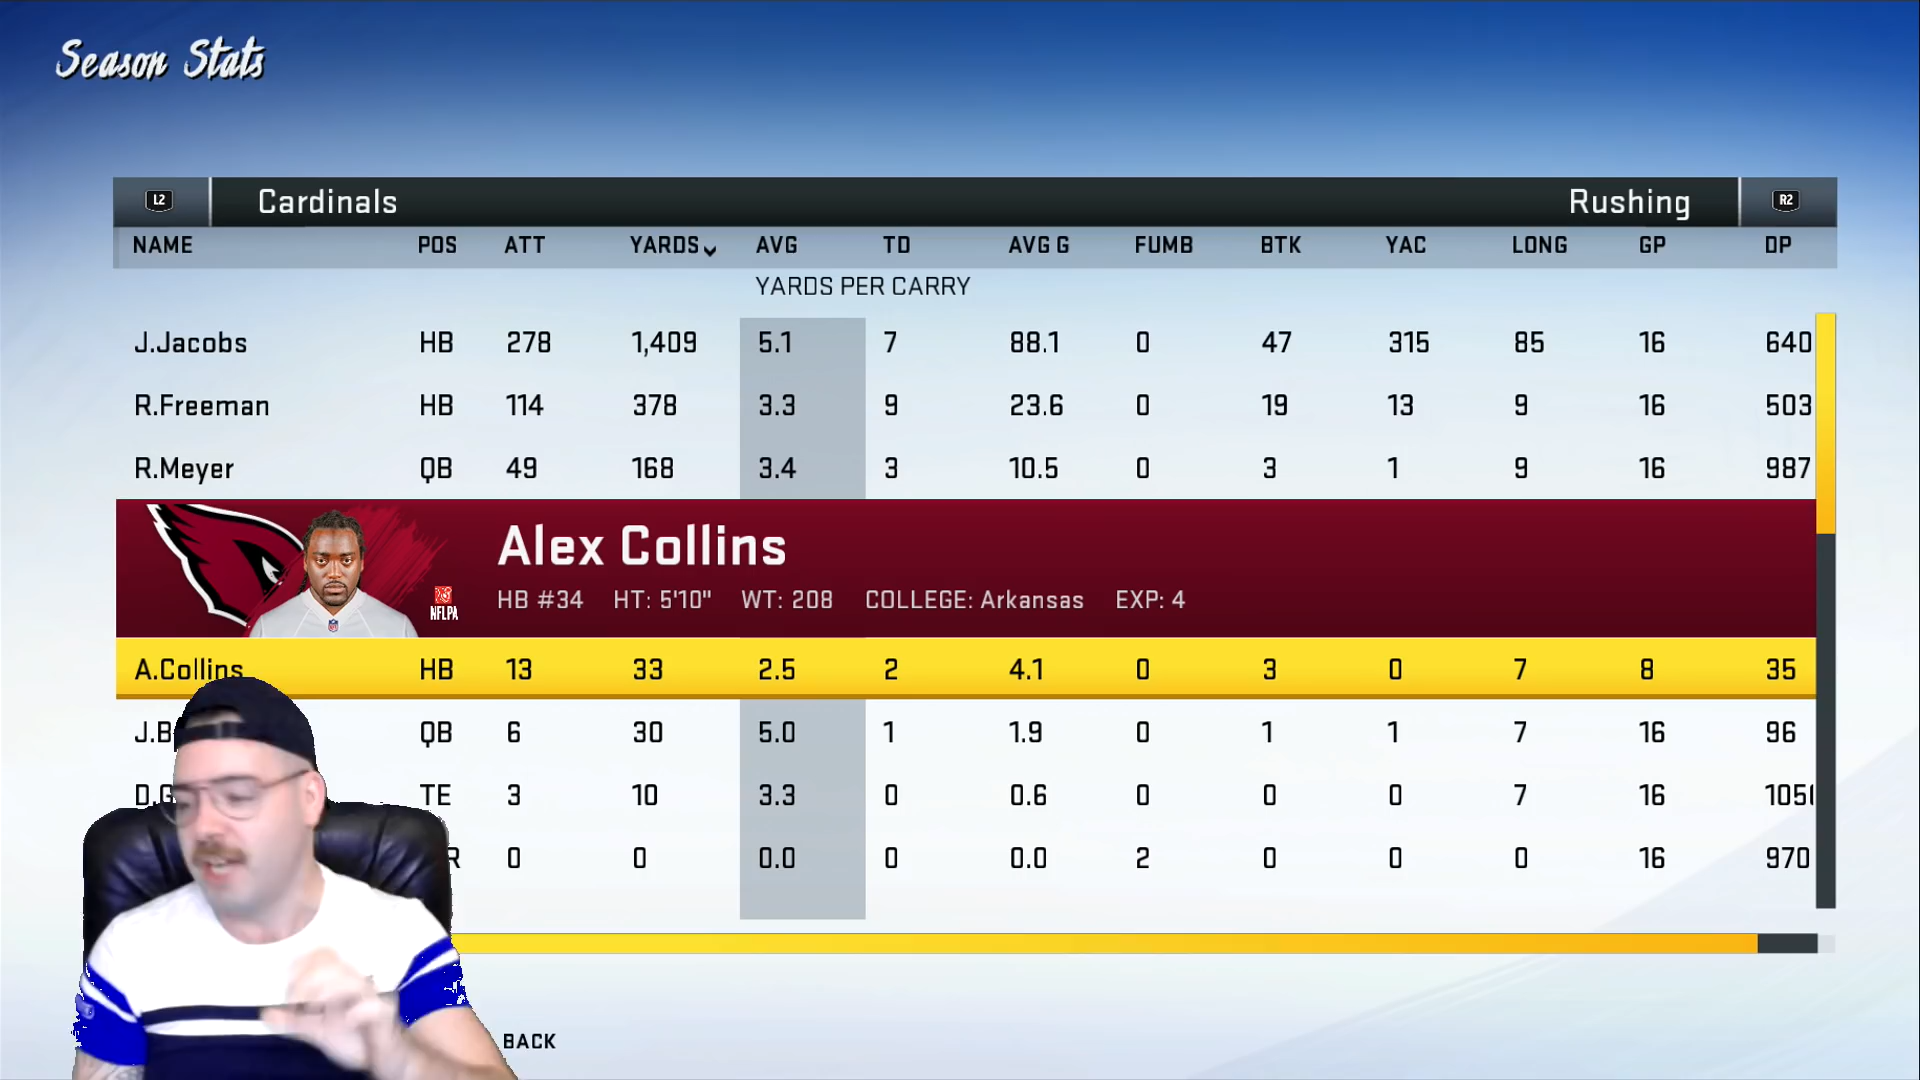 Season Stats
L2 Cardinals Rushing R2
NAME POS ATT YARDS AVG TD AVG G FUMB BTK YAC LONG GP DP
YARDS PER CARRY
J.Jacobs HB 278 1,409 5.1 7 88.1 0 47 315 85 16 640
R.Freeman HB 114 378 3.3 9 23.6 0 19 13 9 16 503
R.Meyer QB 49 168 3.4 3 10.5 0 3 1 9 16 987
Alex Collins
NFLPA
HB #34 HT: 5'10" WT: 208 COLLEGE: Arkansas EXP: 4
A.Collins HB 13 33 2.5 2 4.1 0 3 0 7 8 35
QB 6 30 5.0 1 1.9 0 1 1 7 16 96
TE 3 10 3.3 0 0.6 0 0 0 7 16
0 0 0.0 0 0.0 2 0 0 0 16 970
BACK